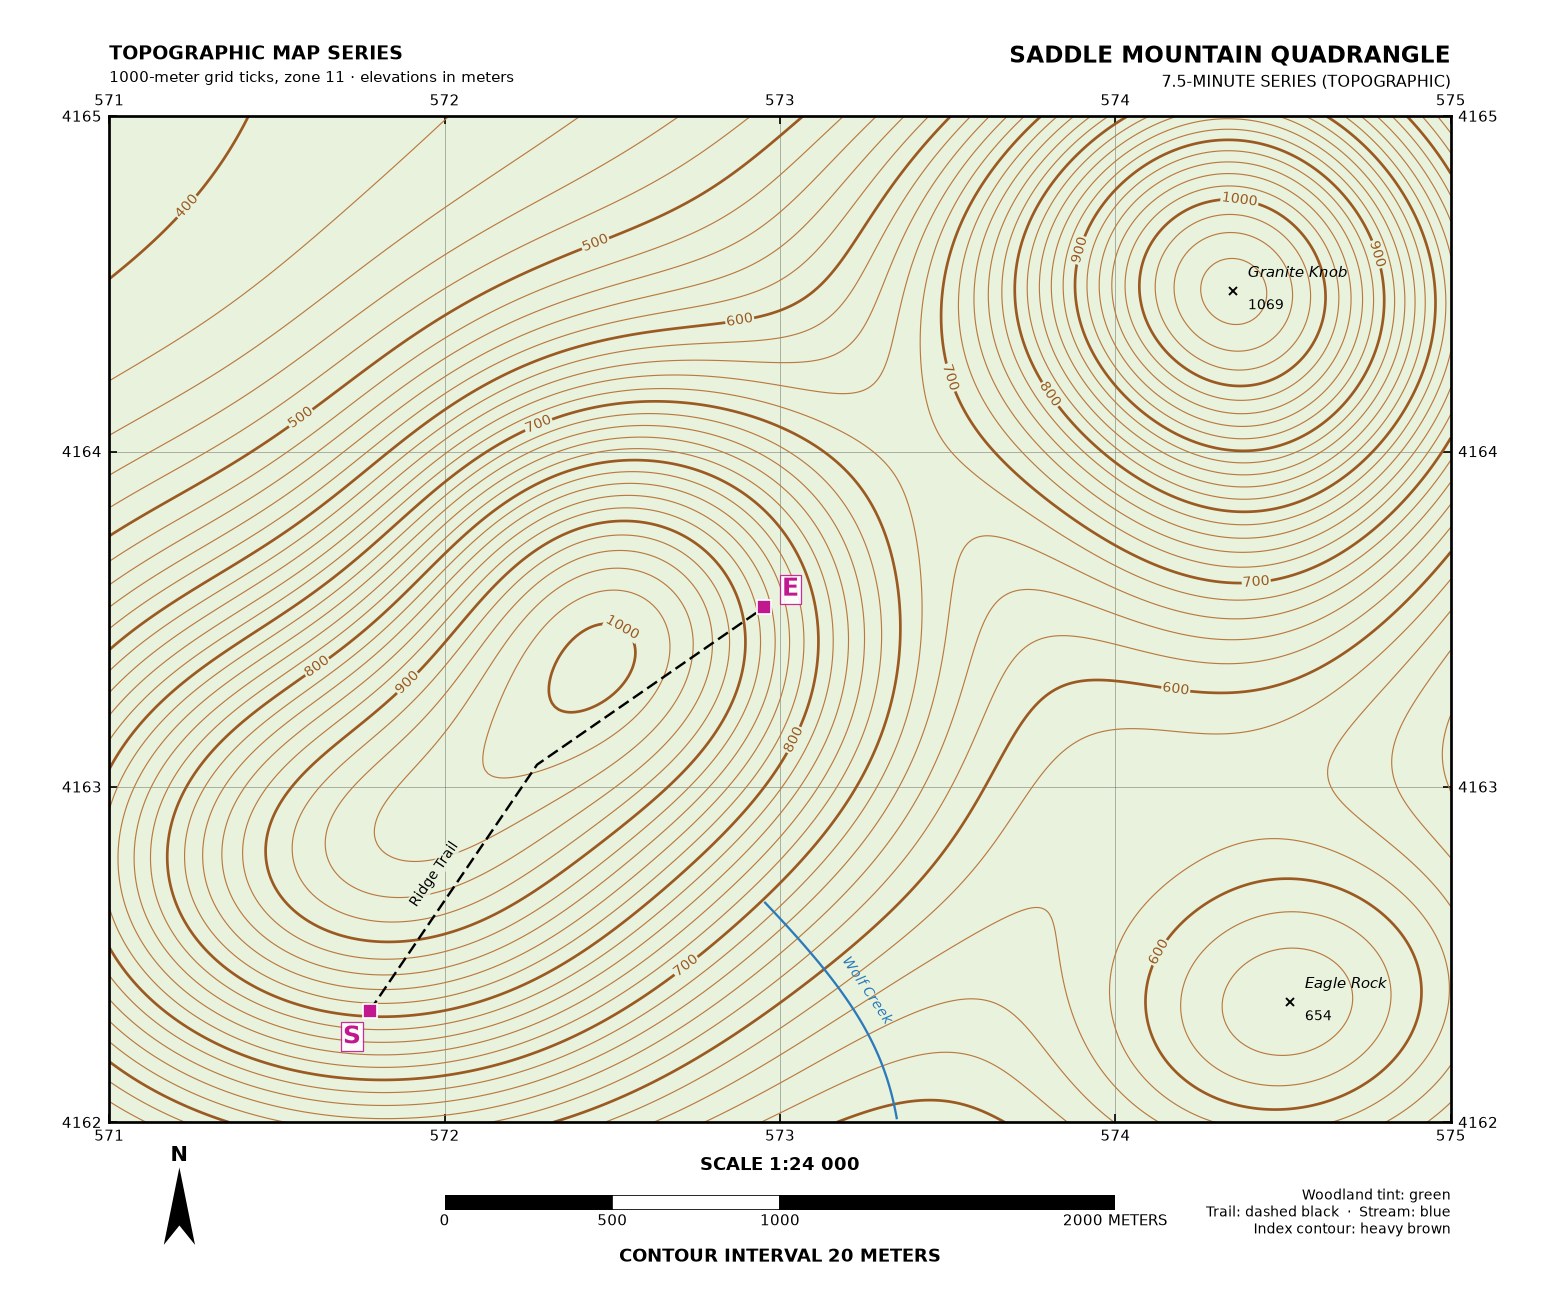 TOPOGRAPHIC MAP SERIES
1000-meter grid ticks, zone 11 · elevations in meters
SADDLE MOUNTAIN QUADRANGLE
7.5-MINUTE SERIES (TOPOGRAPHIC)
571 572 573 574 575
4165 4165
400
500
1000
900
900
Granite Knob
1069
600
700
800
500
700
4164 4164
700
E
1000
800
900
600
800
4163 4163
Ridge Trail
600
700
Wolf Creek
Eagle Rock
654
S
4162 4162
571 572 573 574 575
N
SCALE 1:24 000
0 500 1000 2000 METERS
CONTOUR INTERVAL 20 METERS
Woodland tint: green
Trail: dashed black · Stream: blue
Index contour: heavy brown